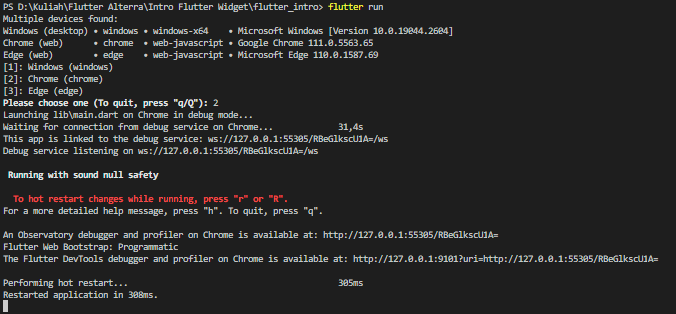 PS D:\Kuliah\Flutter Alterra\Intro Flutter Widget\flutter_intro> flutter run
Multiple devices found:
Windows (desktop) • windows • windows-x64 • Microsoft Windows [Version 10.0.19044.2604]
Chrome (web) • chrome • web-javascript • Google Chrome 111.0.5563.65
Edge (web) • edge • web-javascript • Microsoft Edge 110.0.1587.69
[1]: Windows (windows)
[2]: Chrome (chrome)
[3]: Edge (edge)
Please choose one (To quit, press "q/Q"): 2
Launching lib\main.dart on Chrome in debug mode...
Waiting for connection from debug service on Chrome... 31,4s
This app is linked to the debug service: ws://127.0.0.1:55305/RBeGlkscU1A=/ws
Debug service listening on ws://127.0.0.1:55305/RBeGlkscU1A=/ws
Running with sound null safety
To hot restart changes while running, press "r" or "R".
For a more detailed help message, press "h". To quit, press "q".
An Observatory debugger and profiler on Chrome is available at: http://127.0.0.1:55305/RBeGlkscU1A=
Flutter Web Bootstrap: Programmatic
The Flutter DevTools debugger and profiler on Chrome is available at: http://127.0.0.1:9101?uri=http://127.0.0.1:55305/RBeGlkscU1A=
Performing hot restart... 305ms
Restarted application in 308ms.